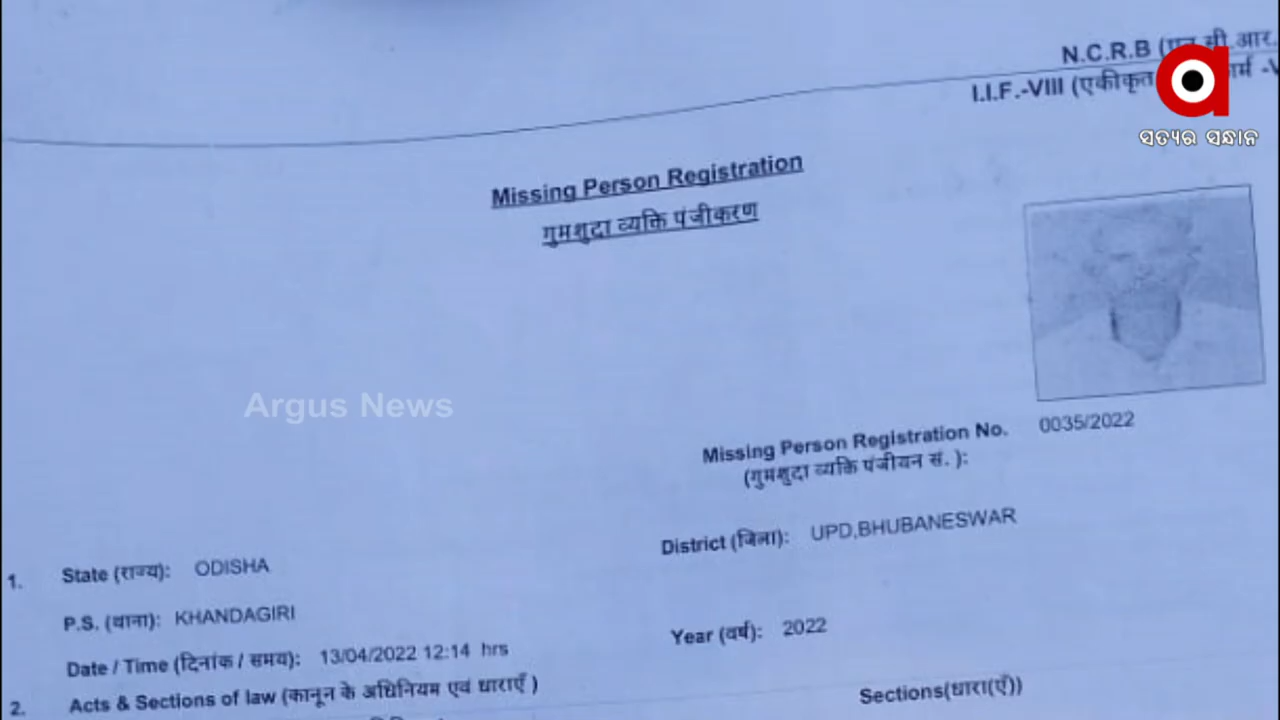 N.C.R.B (एन.सी.आर.
I.I.F.-VIII (एकीकृत
ସତ୍ୟର ସନ୍ଧାନ
Missing Person Registration
गुमशुदा व्यक्ति पंजीकरण
Argus News
Missing Person Registration No. 0035/2022
(गुमशुदा व्यक्ति पंजीयन सं. ):
1. State (राज्य): ODISHA District (जिला): UPD,BHUBANESWAR
P.S. (थाना): KHANDAGIRI
Date / Time (दिनांक / समय): 13/04/2022 12:14 hrs Year (वर्ष): 2022
2. Acts & Sections of law (कानून के अधिनियम एवं धाराएँ ) Sections(धारा(एँ))